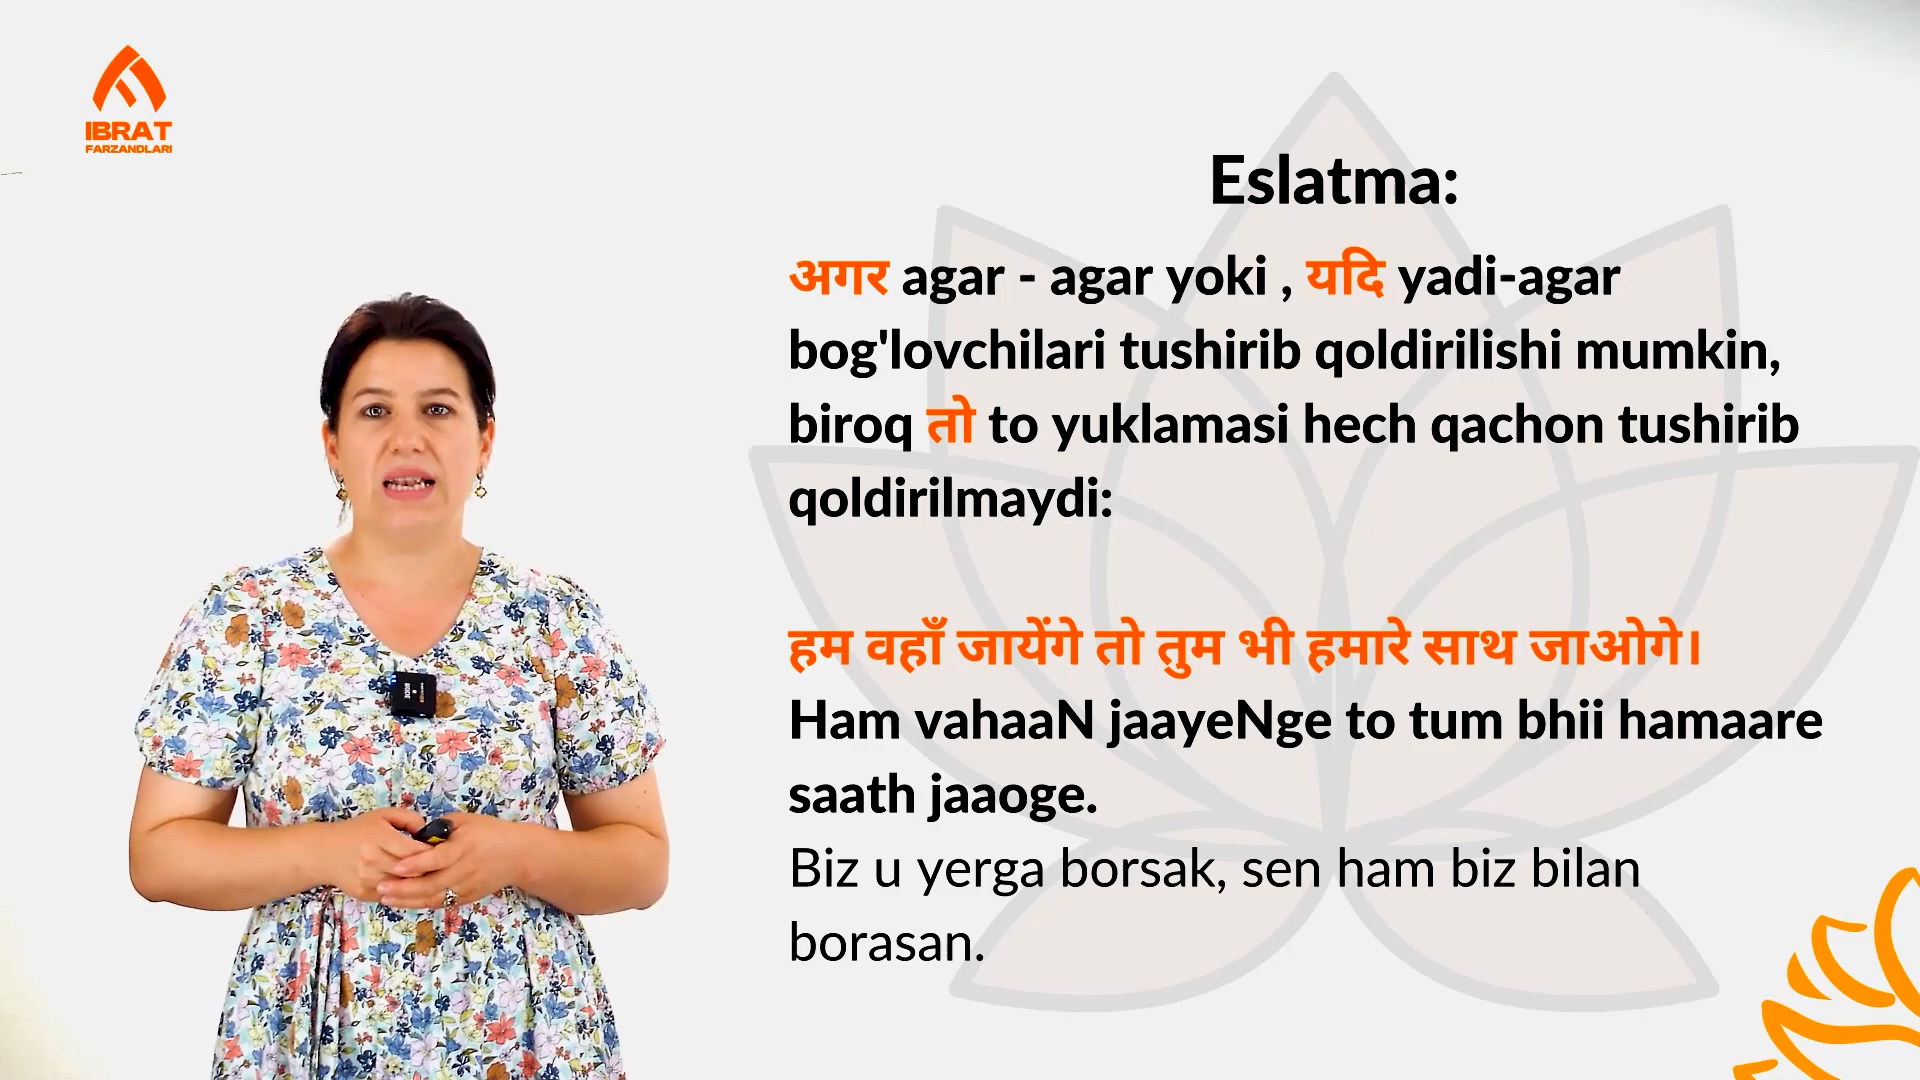 IBRAT
FARZANDLARI
Eslatma:
अगर agar - agar yoki , यदि yadi-agar
bog'lovchilari tushirib qoldirilishi mumkin,
biroq तो to yuklamasi hech qachon tushirib
qoldirilmaydi:
हम वहाँ जायेंगे तो तुम भी हमारे साथ जाओगे।
Ham vahaaN jaayeNge to tum bhii hamaare
saath jaaoge.
Biz u yerga borsak, sen ham biz bilan
borasan.